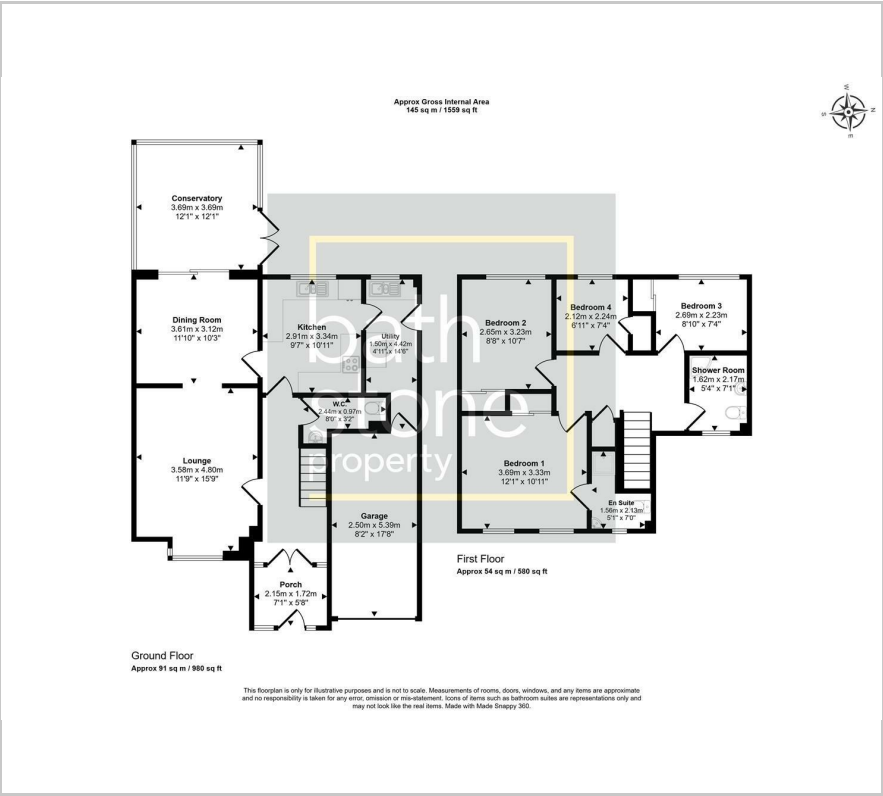 Approx Gross Internal Area
145 sq m / 1559 sq ft
W
N
S
E
Conservatory
3.69m x 3.69m
12'1" x 12'1"
Dining Room
3.61m x 3.12m
11'10" x 10'3"
Kitchen
2.91m x 3.34m
9'7" x 10'11"
Utility
1.50m x 4.42m
4'11" x 14'6"
W.C.
2.44m x 0.97m
8'0" x 3'2"
Lounge
3.58m x 4.80m
11'9" x 15'9"
Garage
2.50m x 5.39m
8'2" x 17'8"
Porch
2.15m x 1.72m
7'1" x 5'8"
Ground Floor
Approx 91 sq m / 980 sq ft
Bedroom 2
2.65m x 3.23m
8'8" x 10'7"
Bedroom 4
2.12m x 2.24m
6'11" x 7'4"
Bedroom 3
2.69m x 2.23m
8'10" x 7'4"
Shower Room
1.62m x 2.17m
5'4" x 7'1"
Bedroom 1
3.69m x 3.33m
12'1" x 10'11"
En Suite
1.56m x 2.13m
5'1" x 7'0"
First Floor
Approx 54 sq m / 580 sq ft
bath
stone
property
This floorplan is only for illustrative purposes and is not to scale. Measurements of rooms, doors, windows, and any items are approximate
and no responsibility is taken for any error, omission or mis-statement. Icons of items such as bathroom suites are representations only and
may not look like the real items. Made with Made Snappy 360.